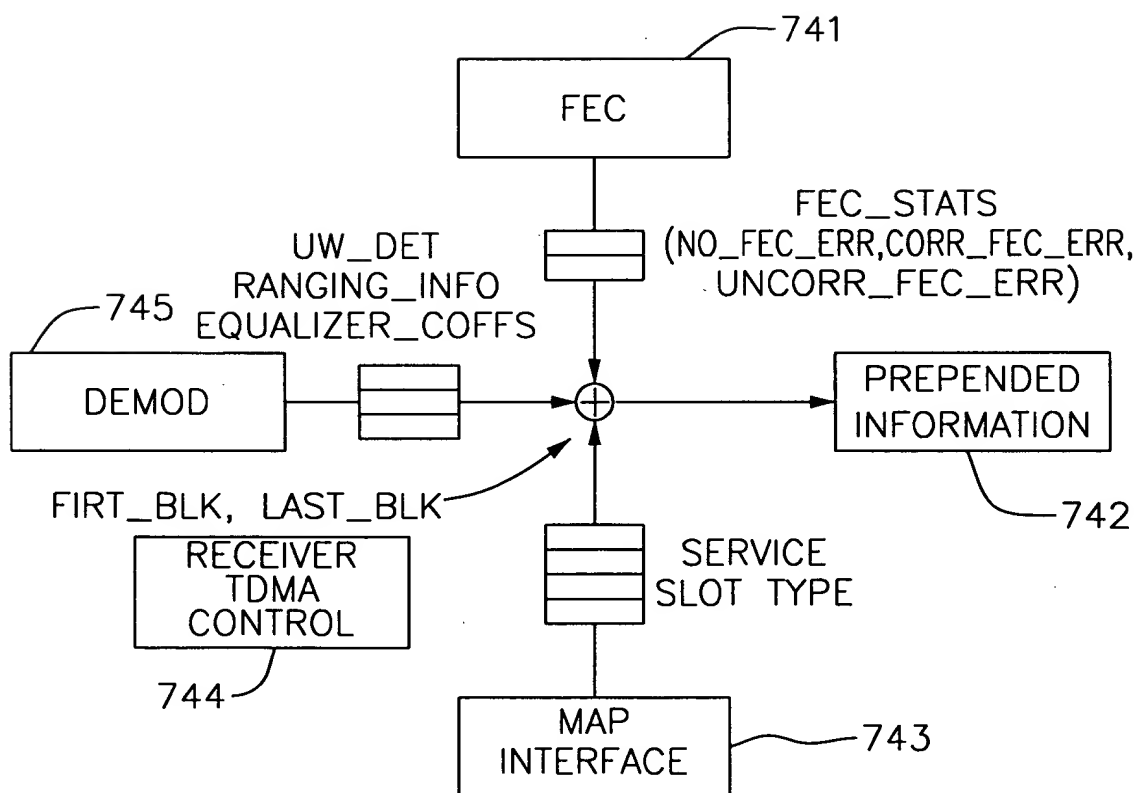 741
FEC
FEC_STATS
(NO_FEC_ERR,CORR_FEC_ERR,
UNCORR_FEC_ERR)
UW_DET
RANGING_INFO
EQUALIZER_COFFS
745
DEMOD
PREPENDED
INFORMATION
742
FIRT_BLK, LAST_BLK
RECEIVER
TDMA
CONTROL
744
SERVICE
SLOT TYPE
MAP
INTERFACE
743